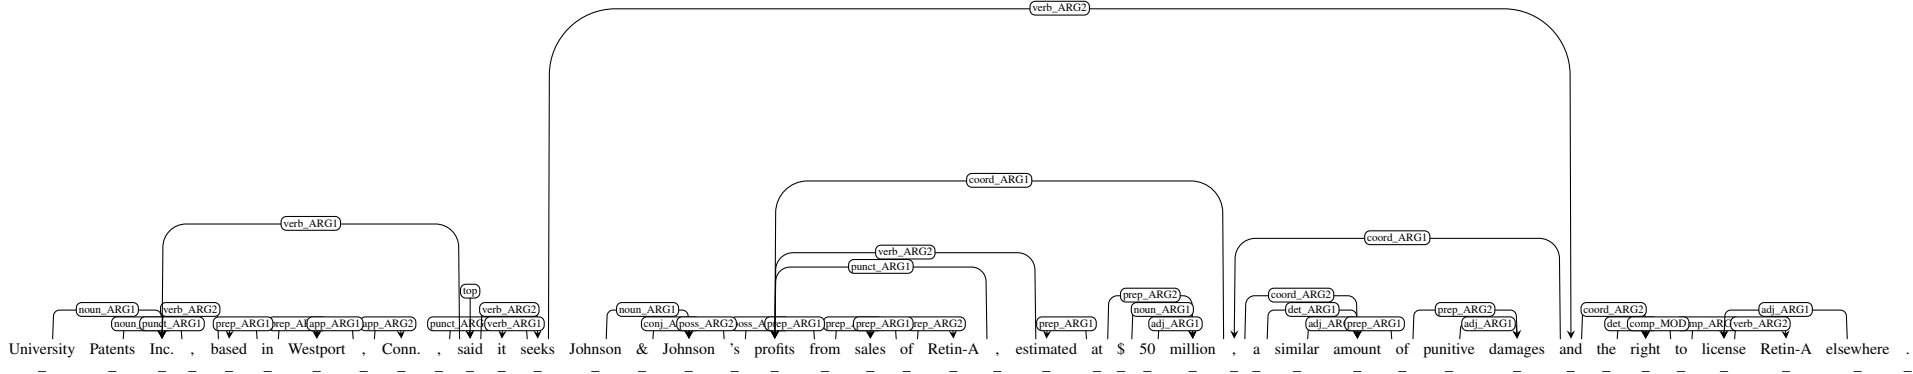 verb_ARG2
coord_ARG1
verb_ARG1 coord_ARG1
verb_ARG2
punct_ARG1
top prep_ARG2 coord_ARG2
noun_ARG1 verb_ARG2 verb_ARG2 noun_ARG1 noun_ARG1 det_ARG1 prep_ARG2 coord_ARG2 adj_ARG1
prep_ARG1 app_ARG1 app_ARG2 verb_ARG1 poss_ARG2 prep_ARG1 prep_ARG1 prep_ARG2 prep_ARG1 adj_ARG1 prep_ARG1 adj_ARG1 comp_MOD verb_ARG2
University Patents Inc. , based in Westport , Conn. , said it seeks Johnson & Johnson 's profits from sales of Retin-A , estimated at $ 50 million , a similar amount of punitive damages and the right to license Retin-A elsewhere .